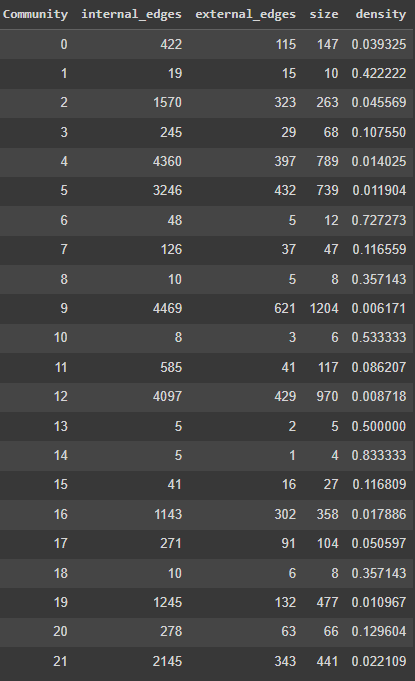 Community internal_edges external_edges size density
0 422 115 147 0.039325
1 19 15 10 0.422222
2 1570 323 263 0.045569
3 245 29 68 0.107550
4 4360 397 789 0.014025
5 3246 432 739 0.011904
6 48 5 12 0.727273
7 126 37 47 0.116559
8 10 5 8 0.357143
9 4469 621 1204 0.006171
10 8 3 6 0.533333
11 585 41 117 0.086207
12 4097 429 970 0.008718
13 5 2 5 0.500000
14 5 1 4 0.833333
15 41 16 27 0.116809
16 1143 302 358 0.017886
17 271 91 104 0.050597
18 10 6 8 0.357143
19 1245 132 477 0.010967
20 278 63 66 0.129604
21 2145 343 441 0.022109